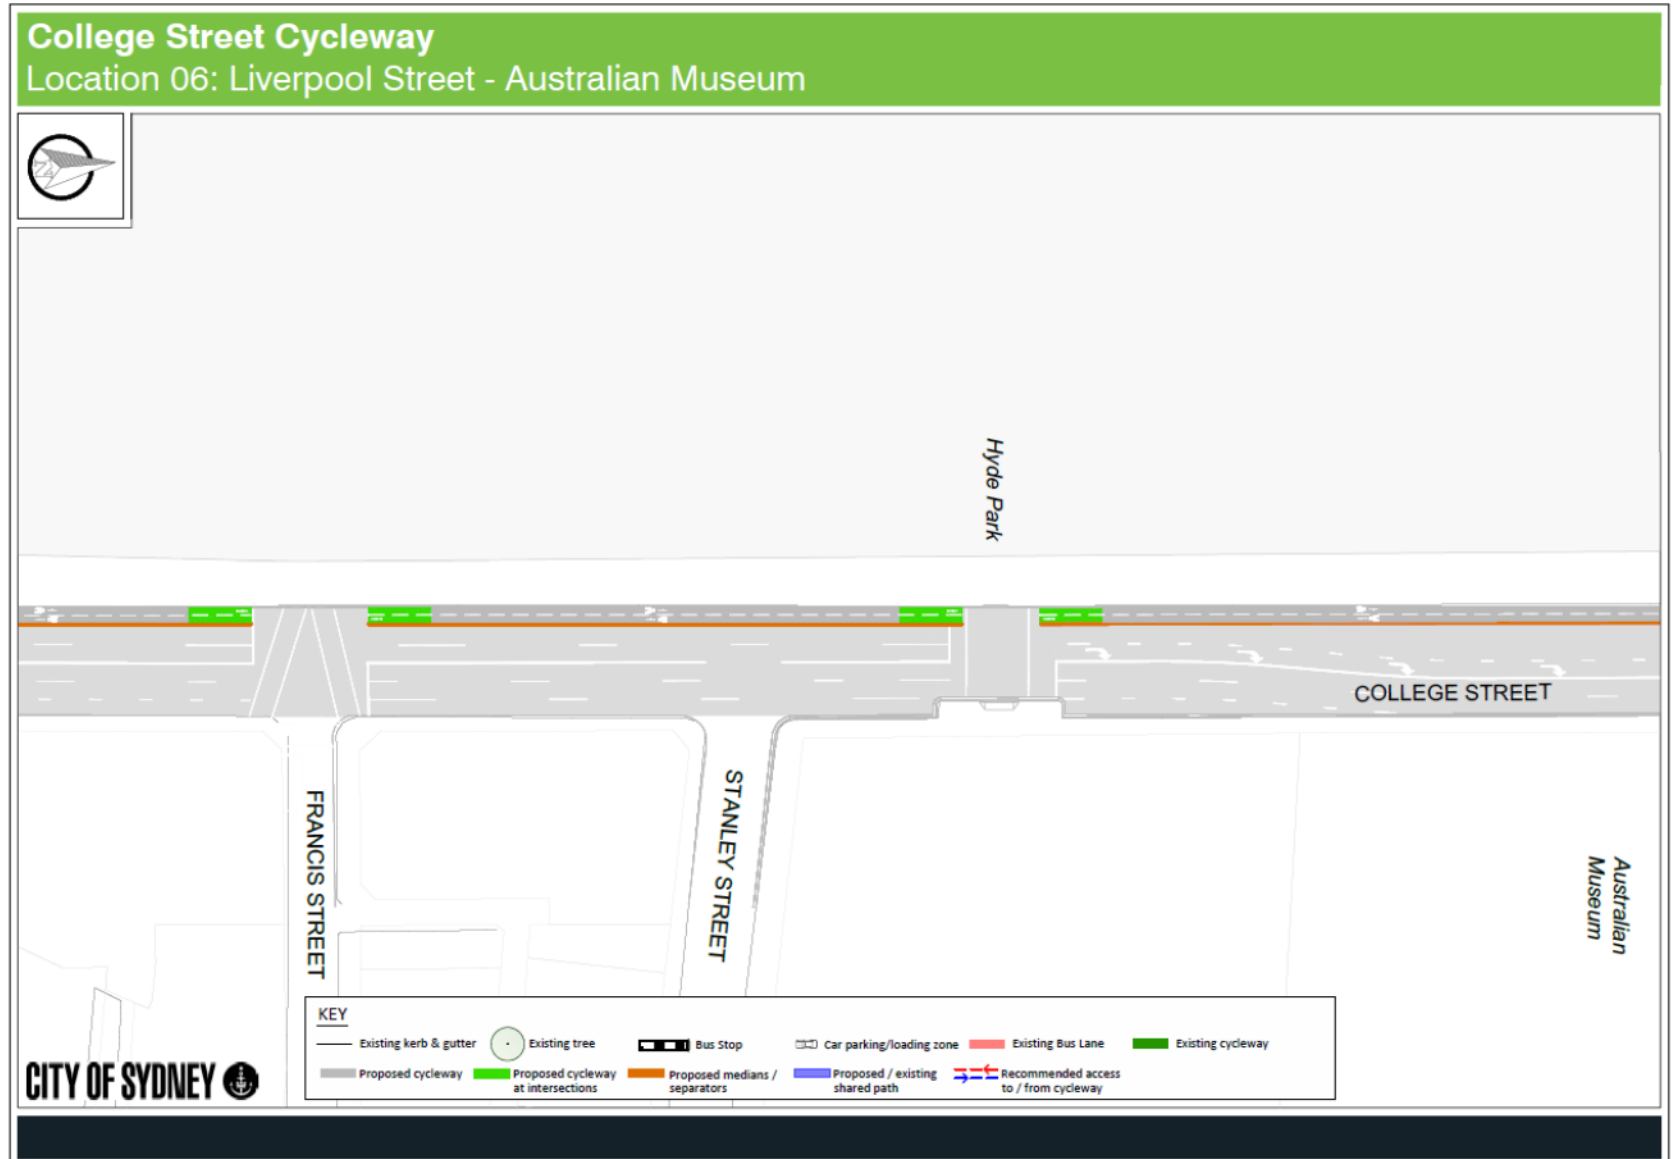 College Street Cycleway
Location 06: Liverpool Street - Australian Museum
Hyde Park
COLLEGE STREET
FRANCIS STREET
STANLEY STREET
Australian
Museum
KEY
Existing kerb & gutter
Existing tree
Bus Stop
Car parking/loading zone
Existing Bus Lane
Existing cycleway
Proposed cycleway
Proposed cycleway
at intersections
Proposed medians /
separators
Proposed / existing
shared path
Recommended access
to / from cycleway
CITY OF SYDNEY